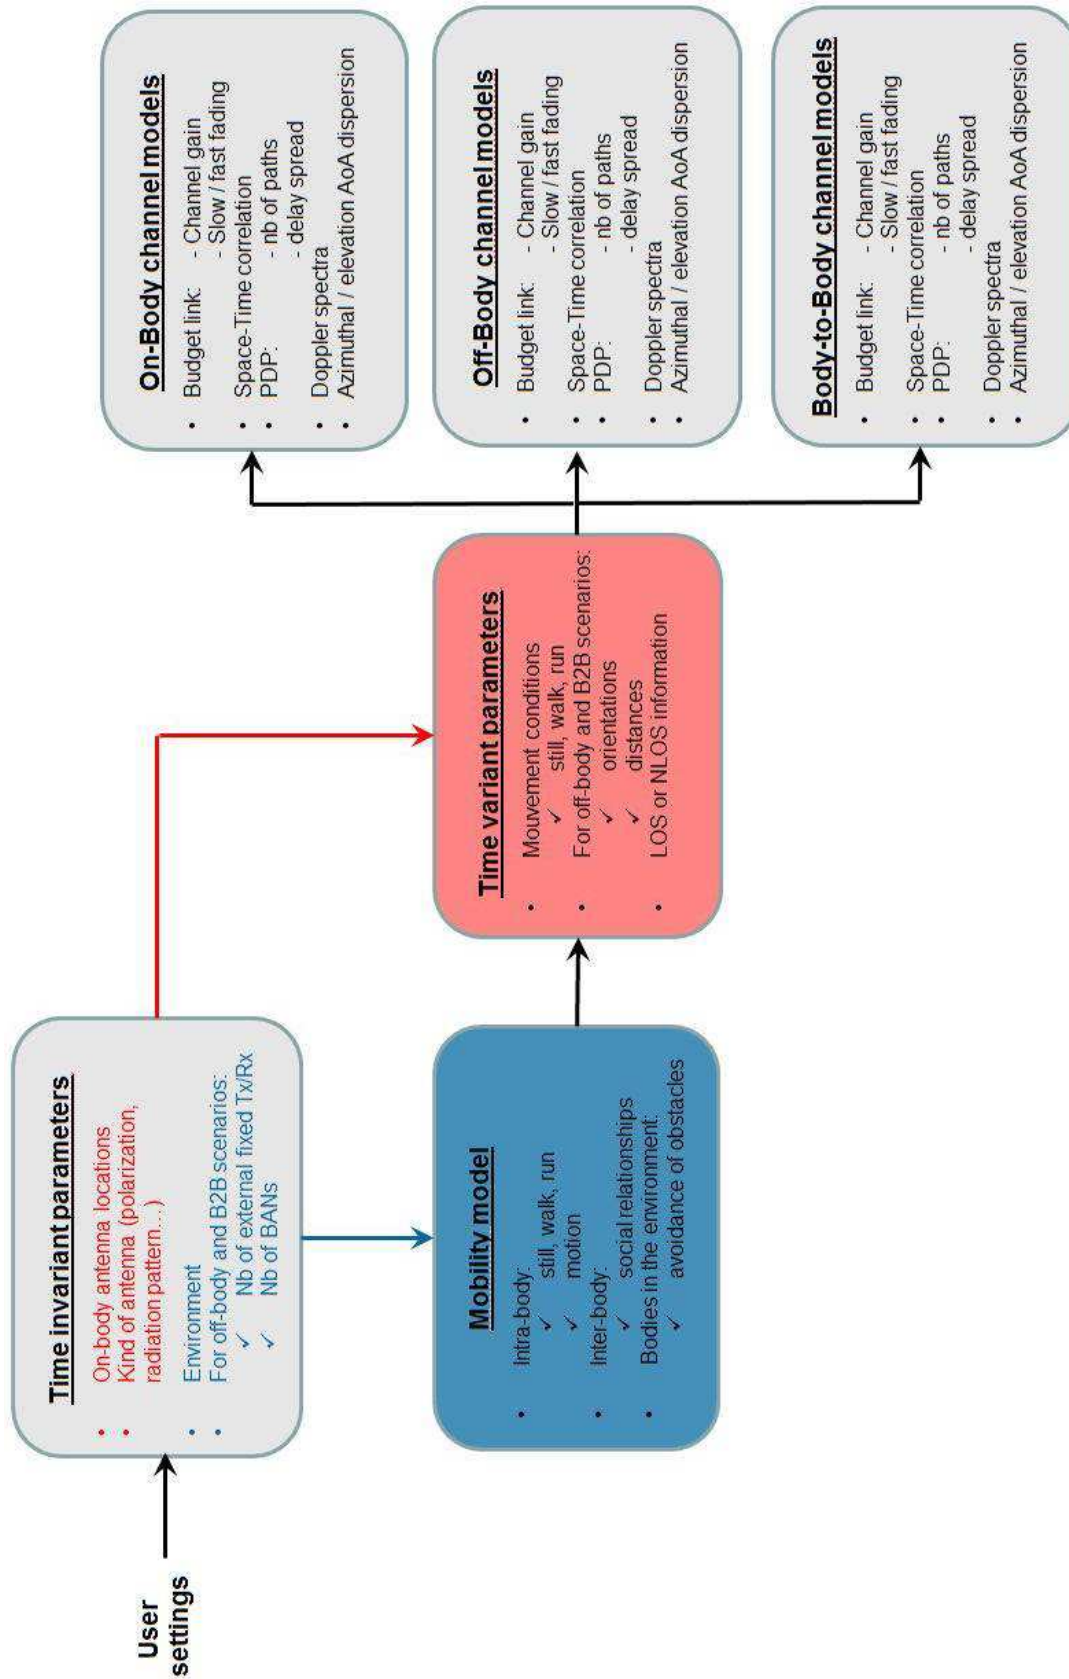 User
settings
Time invariant parameters
• On-body antenna locations
• Kind of antenna (polarization,
radiation pattern…)
• Environment
• For off-body and B2B scenarios:
✓ Nb of external fixed Tx/Rx
✓ Nb of BANs
Mobility model
• Intra-body:
✓ still, walk, run
✓ motion
• Inter-body:
✓ social relationships
• Bodies in the environment:
✓ avoidance of obstacles
Time variant parameters
• Mouvement conditions
✓ still, walk, run
• For off-body and B2B scenarios:
✓ orientations
✓ distances
• LOS or NLOS information
On-Body channel models
• Budget link: - Channel gain
- Slow / fast fading
• Space-Time correlation
• PDP: - nb of paths
- delay spread
• Doppler spectra
• Azimuthal / elevation AoA dispersion
Off-Body channel models
• Budget link: - Channel gain
- Slow / fast fading
• Space-Time correlation
• PDP: - nb of paths
- delay spread
• Doppler spectra
• Azimuthal / elevation AoA dispersion
Body-to-Body channel models
• Budget link: - Channel gain
- Slow / fast fading
• Space-Time correlation
• PDP: - nb of paths
- delay spread
• Doppler spectra
• Azimuthal / elevation AoA dispersion